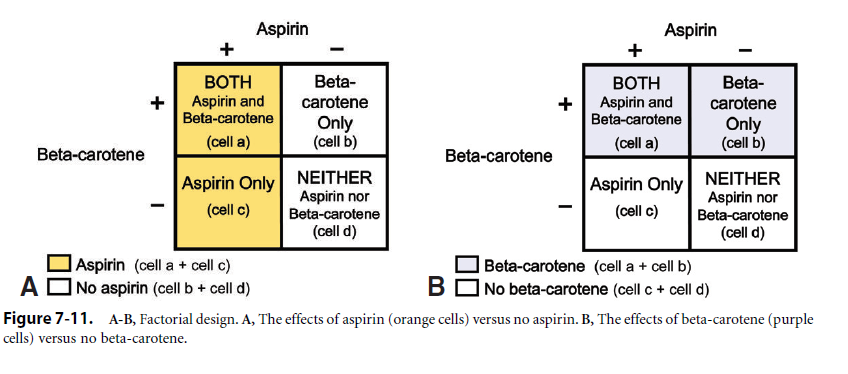 Aspirin
+ −
+
BOTH
Aspirin and
Beta-carotene
(cell a)
Beta-
carotene
Only
(cell b)
Beta-carotene
−
Aspirin Only
(cell c)
NEITHER
Aspirin nor
Beta-carotene
(cell d)
Aspirin (cell a + cell c)
A No aspirin (cell b + cell d)
Aspirin
+ −
+
BOTH
Aspirin and
Beta-carotene
(cell a)
Beta-
carotene
Only
(cell b)
Beta-carotene
−
Aspirin Only
(cell c)
NEITHER
Aspirin nor
Beta-carotene
(cell d)
Beta-carotene (cell a + cell b)
B No beta-carotene (cell c + cell d)
Figure 7-11. A-B, Factorial design. A, The effects of aspirin (orange cells) versus no aspirin. B, The effects of beta-carotene (purple
cells) versus no beta-carotene.